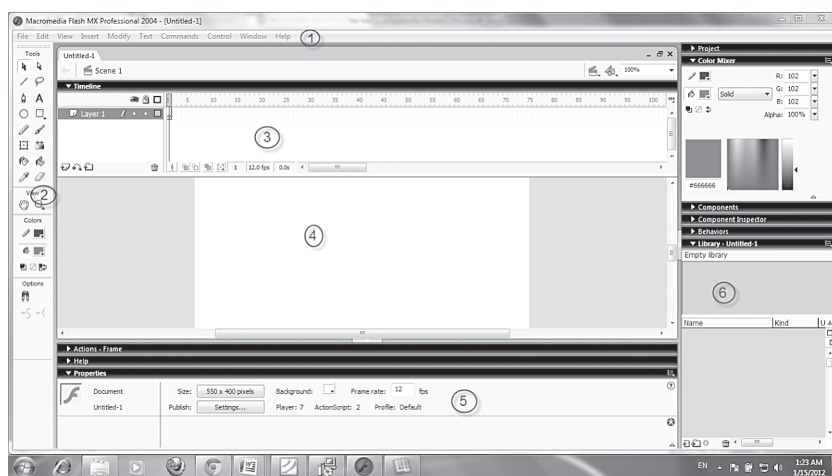 Macromedia Flash MX Professional 2004 - [Untitled-1]
File Edit View Insert Modify Text Commands Control Window Help
1
Tools
View
2
Colors
Options
Untitled-1
Scene 1
100%
Timeline
1 5 10 15 20 25 30 35 40 45 50 55 60 65 70 75 80 85 90 95 100
Layer 1
3
1 12.0 fps 0.0s
4
Actions - Frame
Help
Properties
Document
Untitled-1
Size: 550 x 400 pixels Background: Frame rate: 12 fps
Publish: Settings... Player: 7 ActionScript: 2 Profile: Default
5
Project
Color Mixer
R: 102
Solid
G: 102
B: 102
Alpha: 100%
#666666
Components
Component Inspector
Behaviors
Library - Untitled-1
Empty library
6
Name Kind U
EN
1:23 AM
1/15/2012